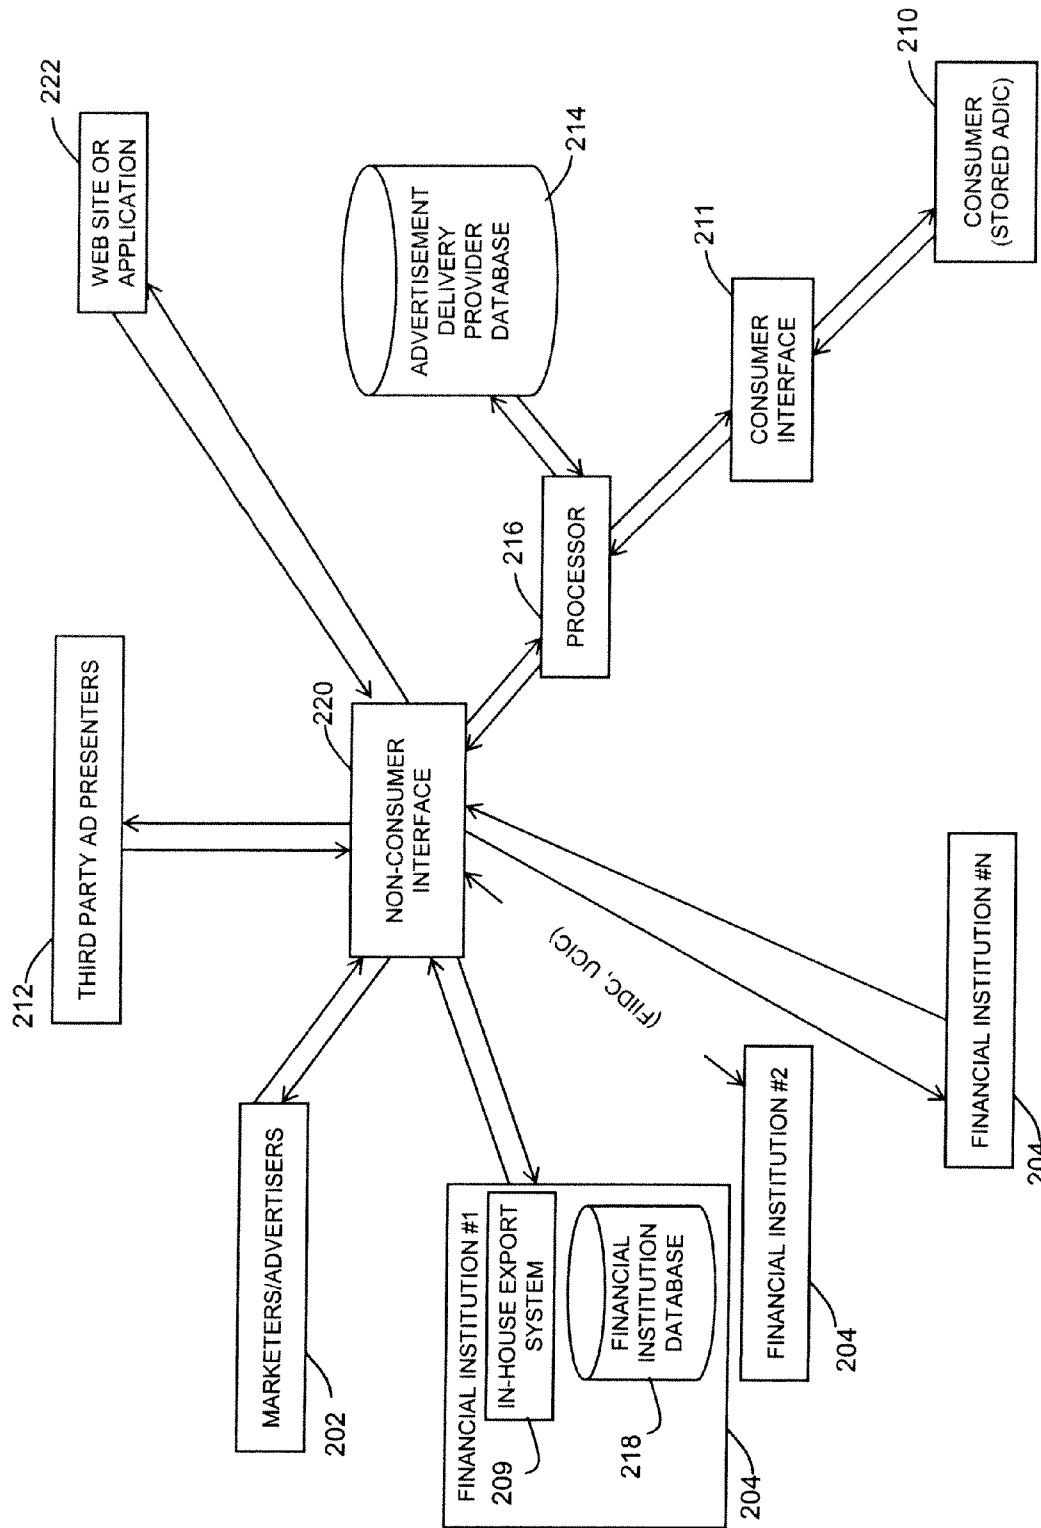 212
THIRD PARTY AD PRESENTERS
222
WEB SITE OR
APPLICATION
MARKETERS/ADVERTISERS
202
220
NON-CONSUMER
INTERFACE
ADVERTISEMENT
DELIVERY
PROVIDER
DATABASE
214
216
PROCESSOR
FINANCIAL INSTITUTION #1
IN-HOUSE EXPORT
SYSTEM
209
FINANCIAL
INSTITUTION
DATABASE
218
204
(FIIDC, UCIC)
211
CONSUMER
INTERFACE
FINANCIAL INSTITUTION #2
204
210
CONSUMER
(STORED ADIC)
FINANCIAL INSTITUTION #N
204